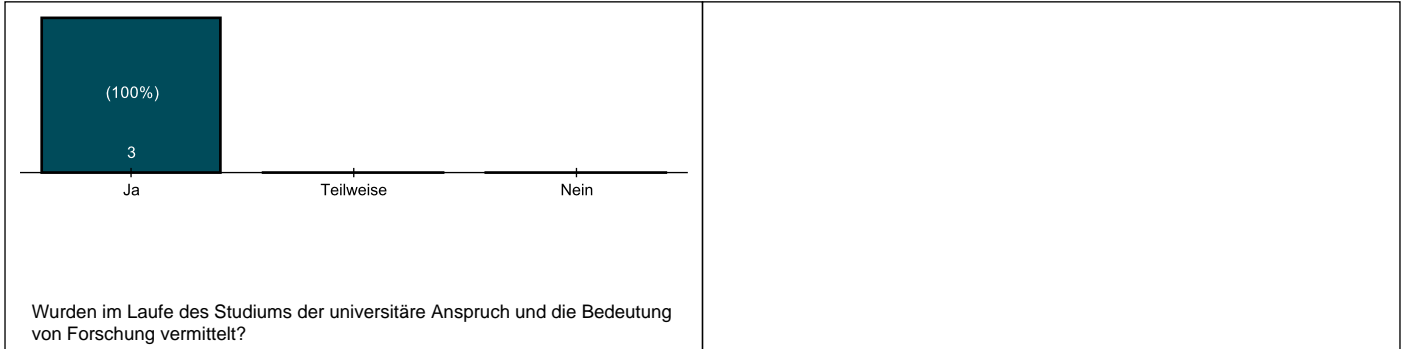 (100%)
3
Ja Teilweise Nein
Wurden im Laufe des Studiums der universitäre Anspruch und die Bedeutung
von Forschung vermittelt?